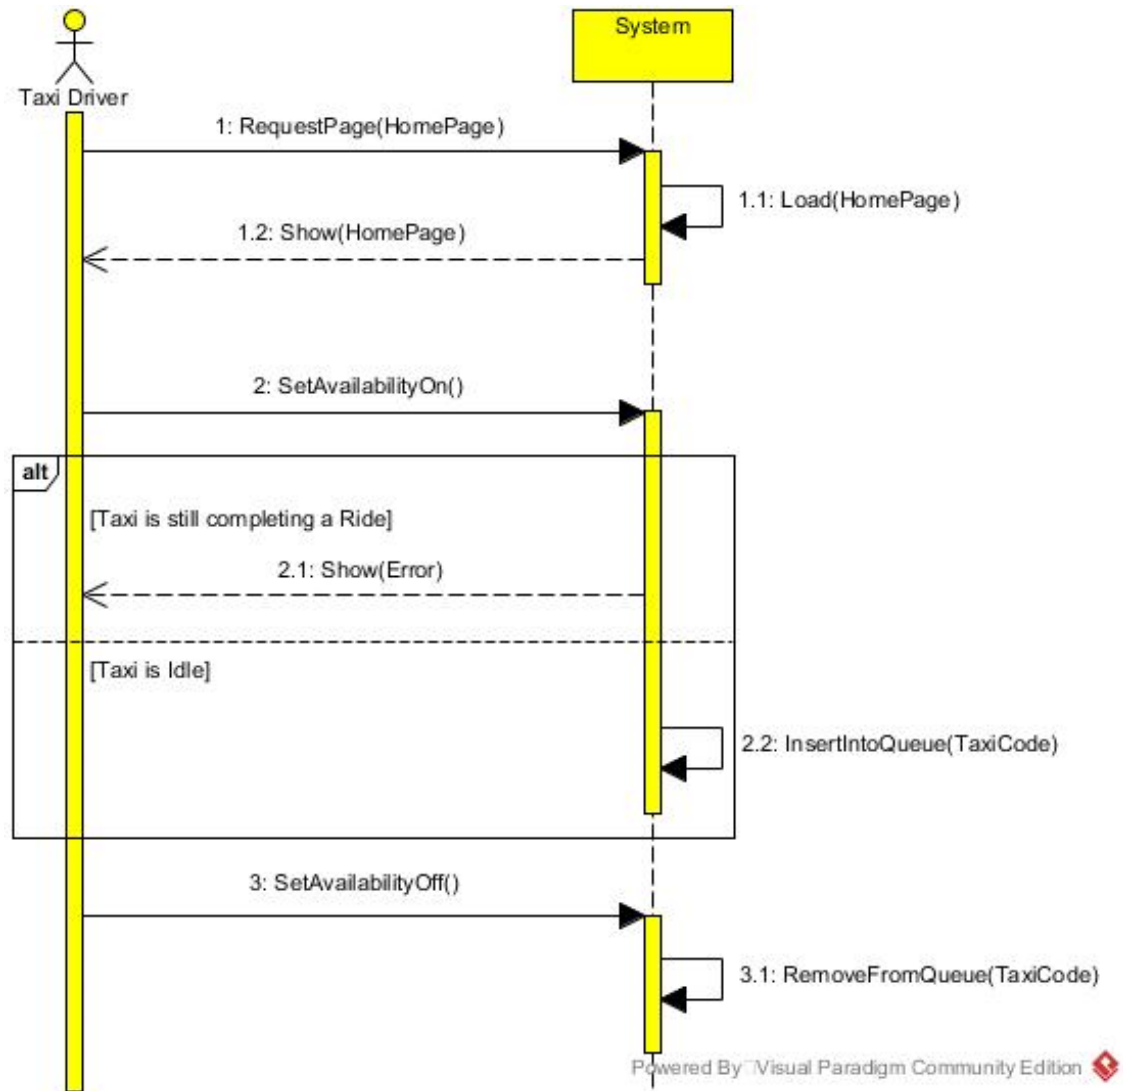 System
Taxi Driver
1: RequestPage(HomePage)
1.1: Load(HomePage)
1.2: Show(HomePage)
2: SetAvailabilityOn()
alt
[Taxi is still completing a Ride]
2.1: Show(Error)
[Taxi is Idle]
2.2: InsertIntoQueue(TaxiCode)
3: SetAvailabilityOff()
3.1: RemoveFromQueue(TaxiCode)
Powered By Visual Paradigm Community Edition